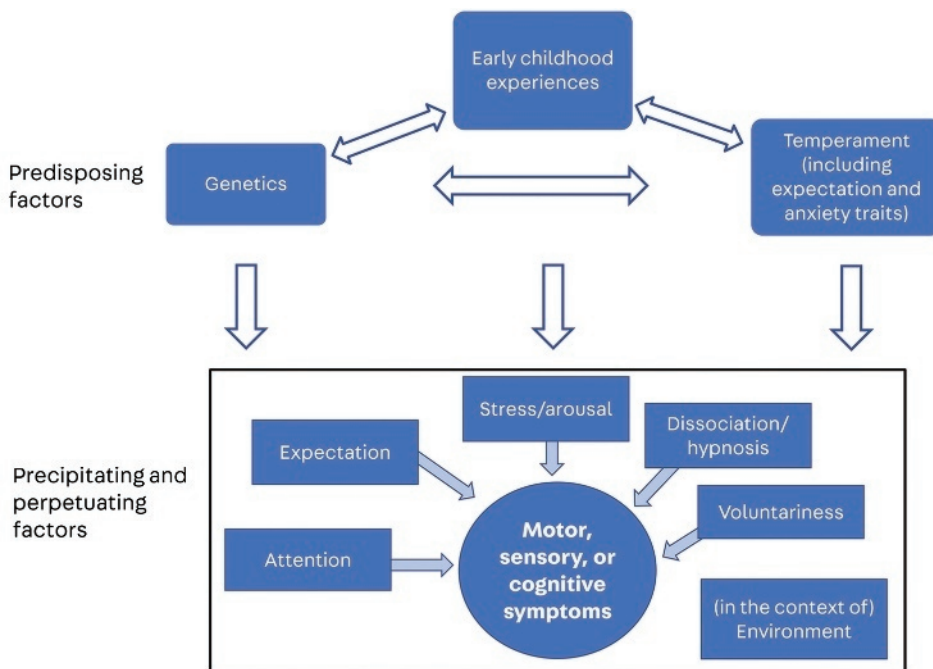 Early childhood
experiences
Predisposing
factors
Genetics
Temperament
(including
expectation and
anxiety traits)
Precipitating and
perpetuating
factors
Stress/arousal
Expectation
Dissociation/
hypnosis
Attention
Voluntariness
Motor,
sensory, or
cognitive
symptoms
(in the context of)
Environment